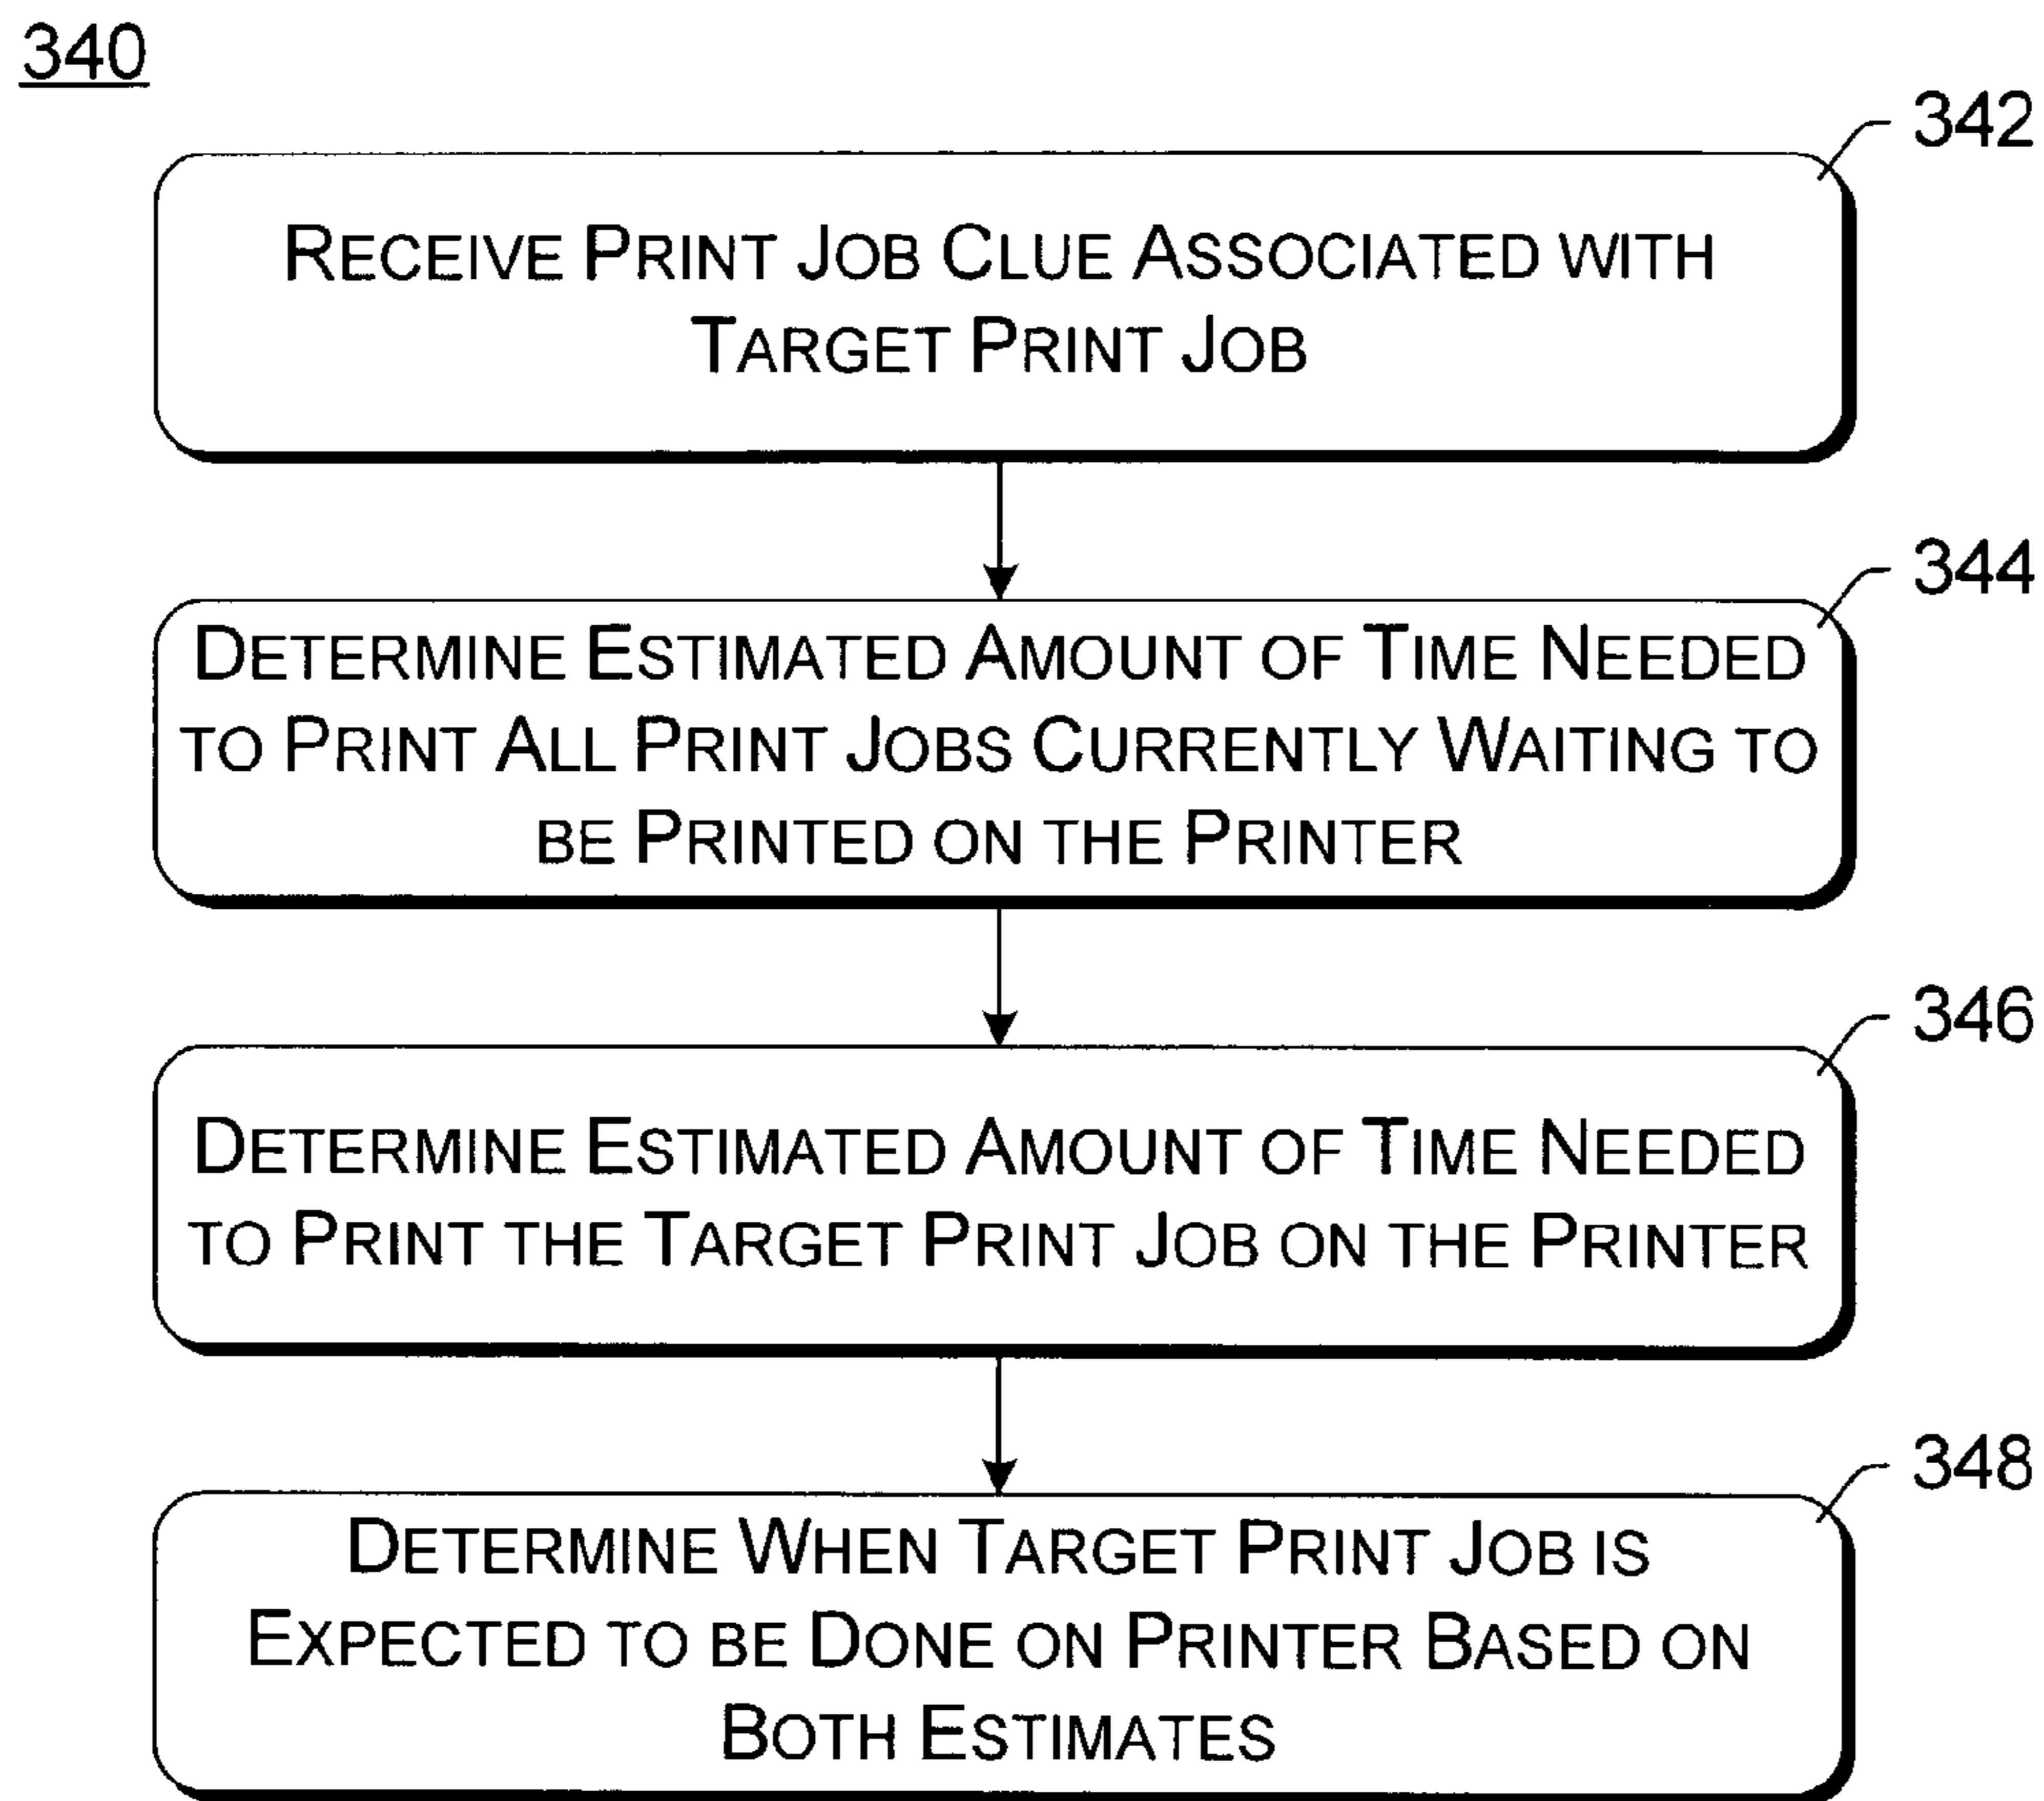 340
342
RECEIVE PRINT JOB CLUE ASSOCIATED WITH
TARGET PRINT JOB
344
DETERMINE ESTIMATED AMOUNT OF TIME NEEDED
TO PRINT ALL PRINT JOBS CURRENTLY WAITING TO
BE PRINTED ON THE PRINTER
346
DETERMINE ESTIMATED AMOUNT OF TIME NEEDED
TO PRINT THE TARGET PRINT JOB ON THE PRINTER
348
DETERMINE WHEN TARGET PRINT JOB IS
EXPECTED TO BE DONE ON PRINTER BASED ON
BOTH ESTIMATES